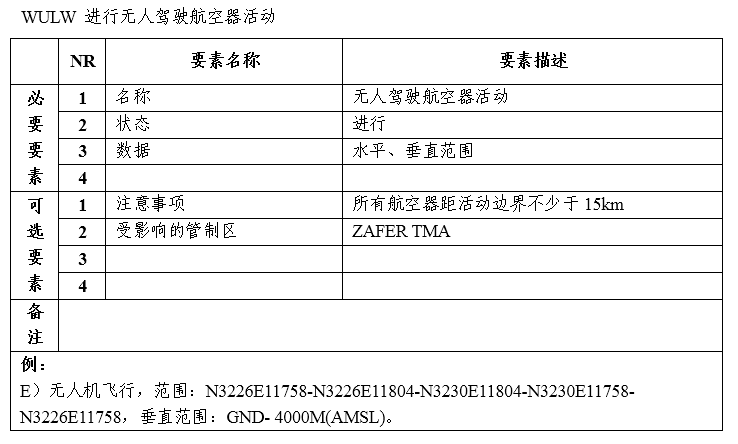 WULW 进行无人驾驶航空器活动
NR 要素名称 要素描述
必要要素
1 名称 无人驾驶航空器活动
2 状态 进行
3 数据 水平、垂直范围
4
可选要素
1 注意事项 所有航空器距活动边界不少于 15km
2 受影响的管制区 ZAFER TMA
3
4
备注
例：
E）无人机飞行，范围：N3226E11758-N3226E11804-N3230E11804-N3230E11758-
N3226E11758，垂直范围：GND- 4000M(AMSL)。